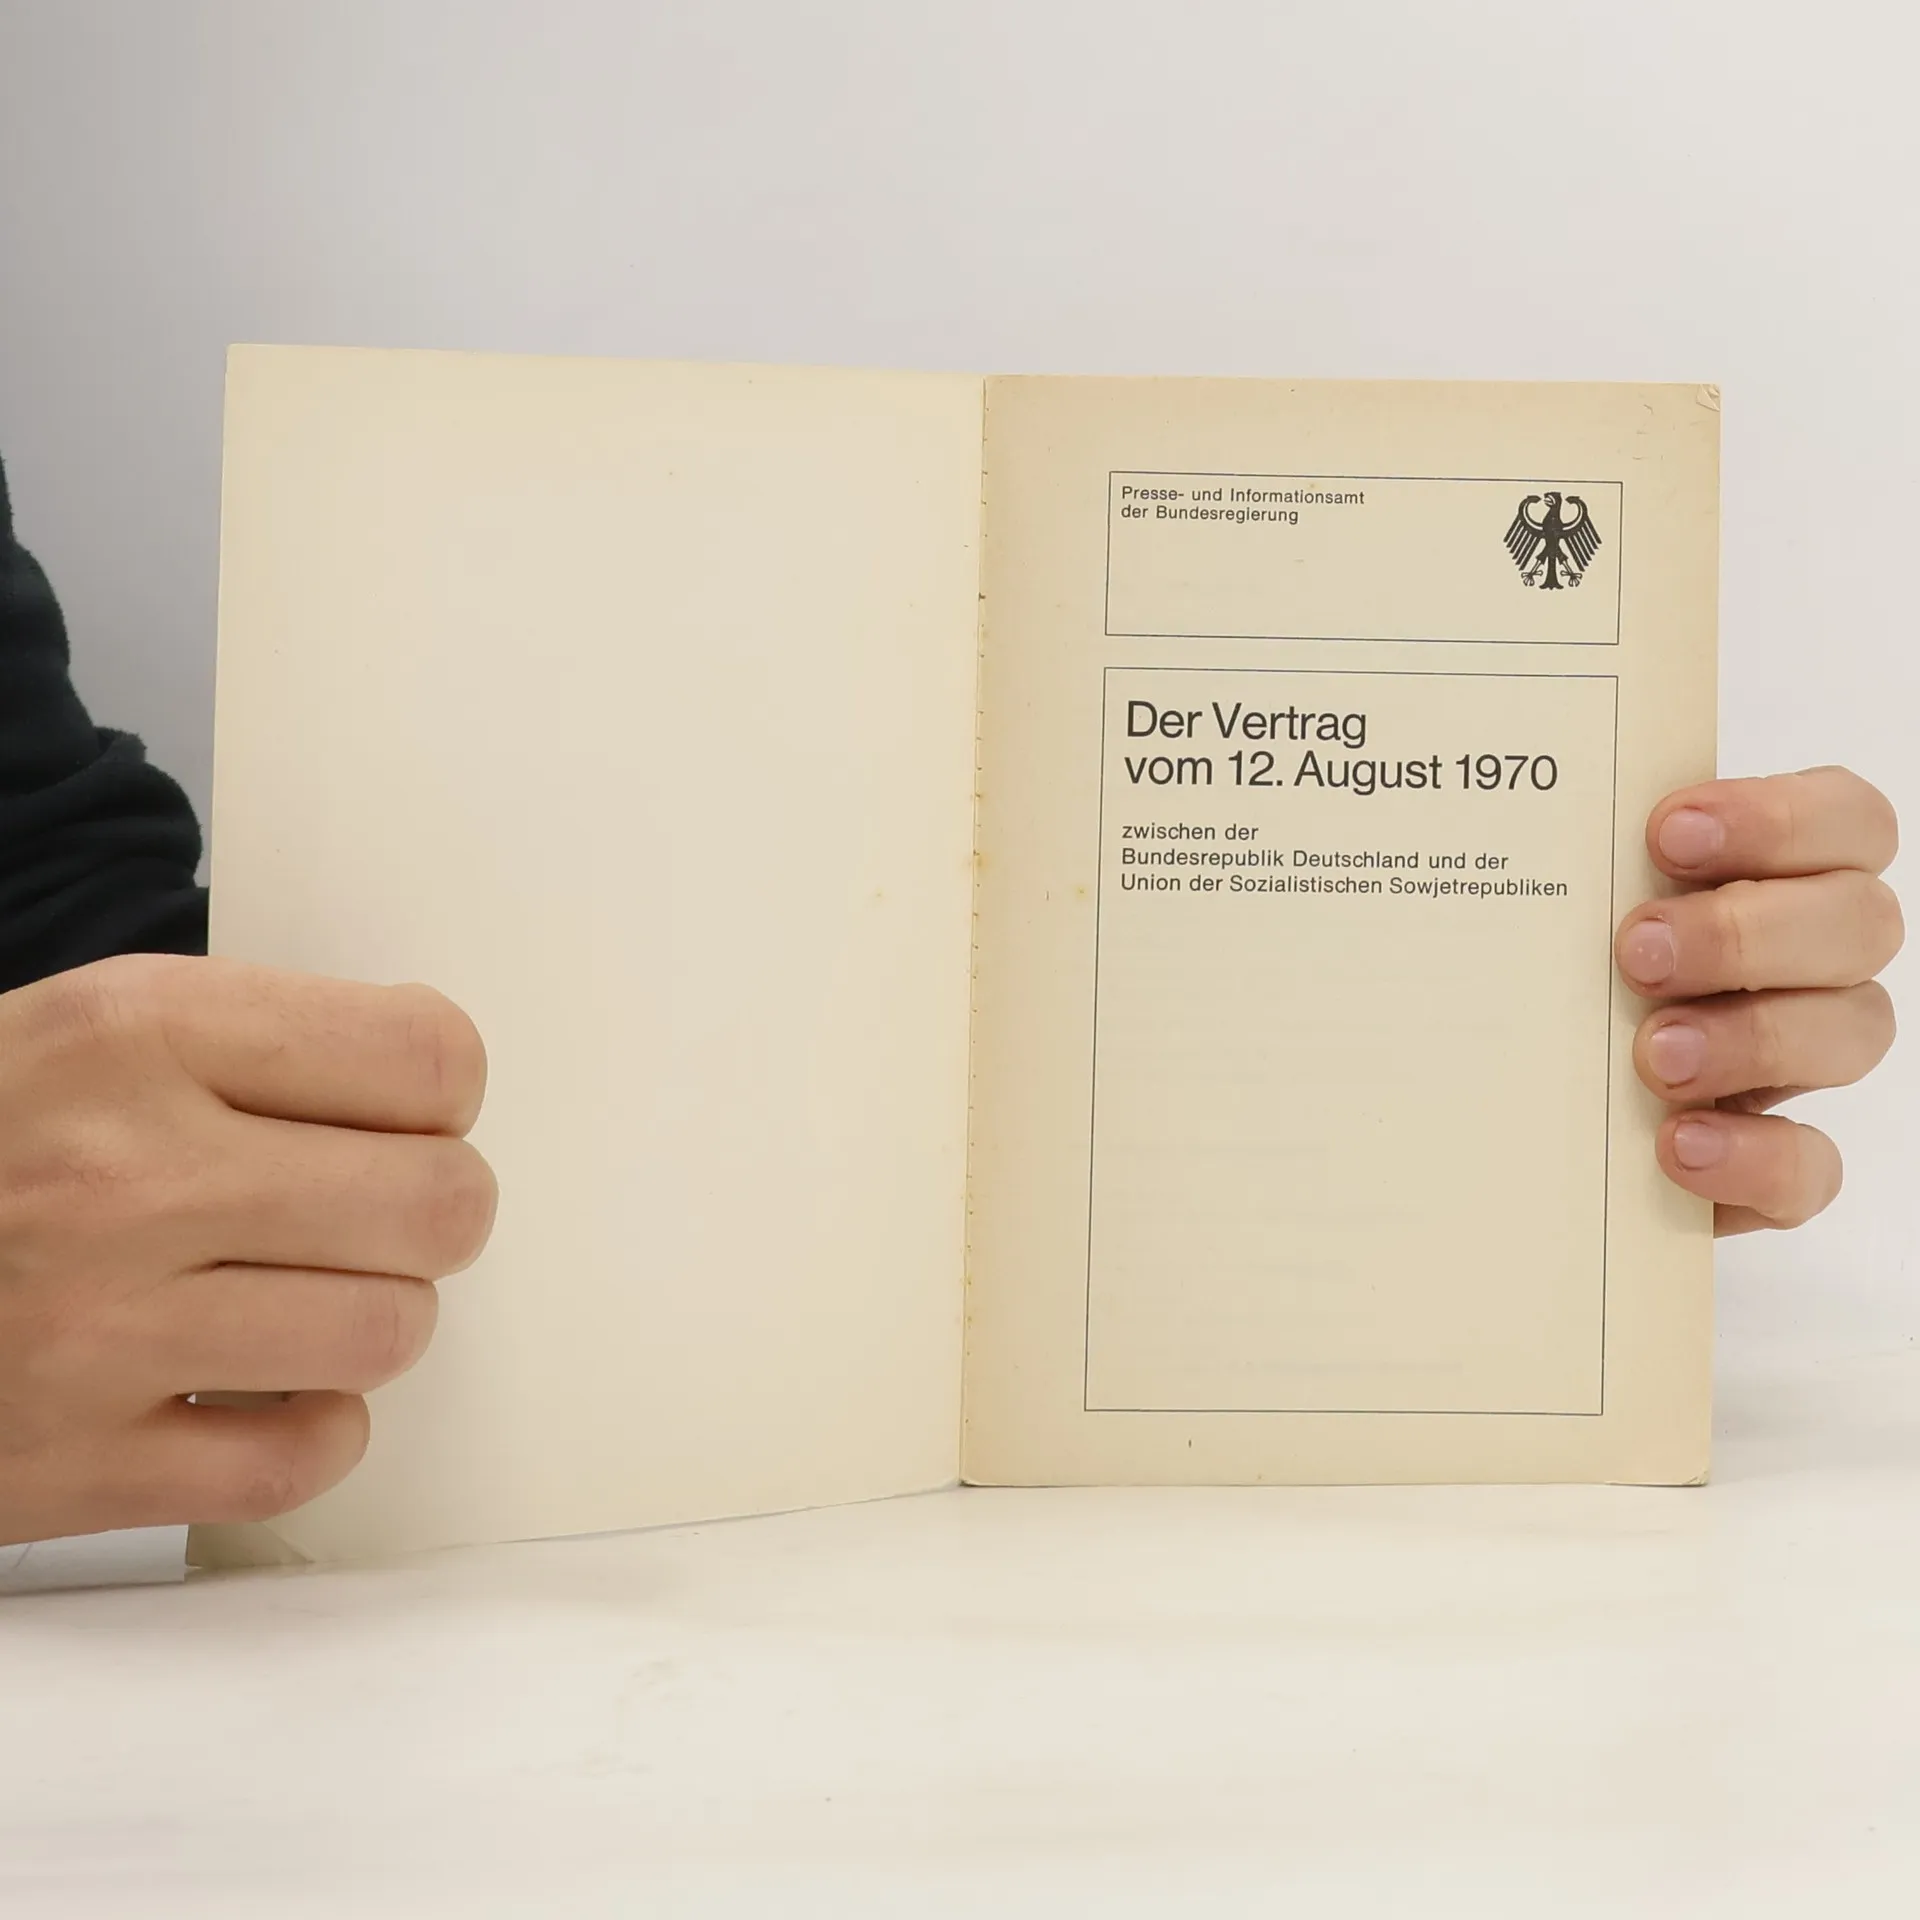 Presse- und Informationsamt
der Bundesregierung
Der Vertrag
vom 12. August 1970
zwischen der
Bundesrepublik Deutschland und der
Union der Sozialistischen Sowjetrepubliken